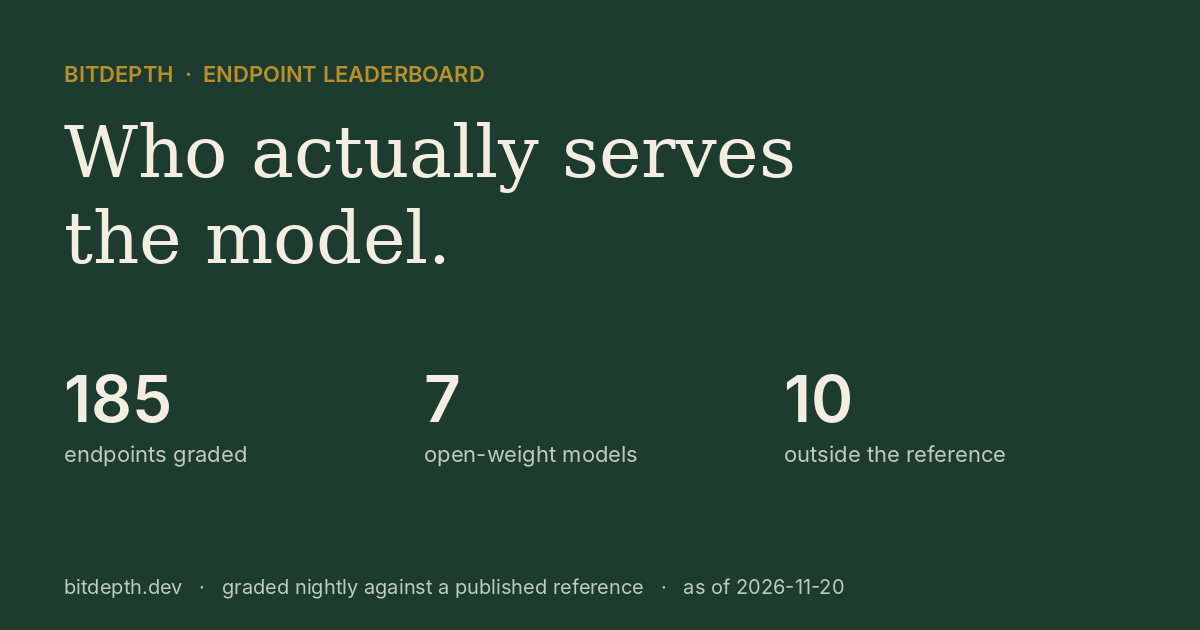 BITDEPTH · ENDPOINT LEADERBOARD
Who actually serves
the model.
185
endpoints graded
7
open-weight models
10
outside the reference
bitdepth.dev · graded nightly against a published reference · as of 2026-11-20